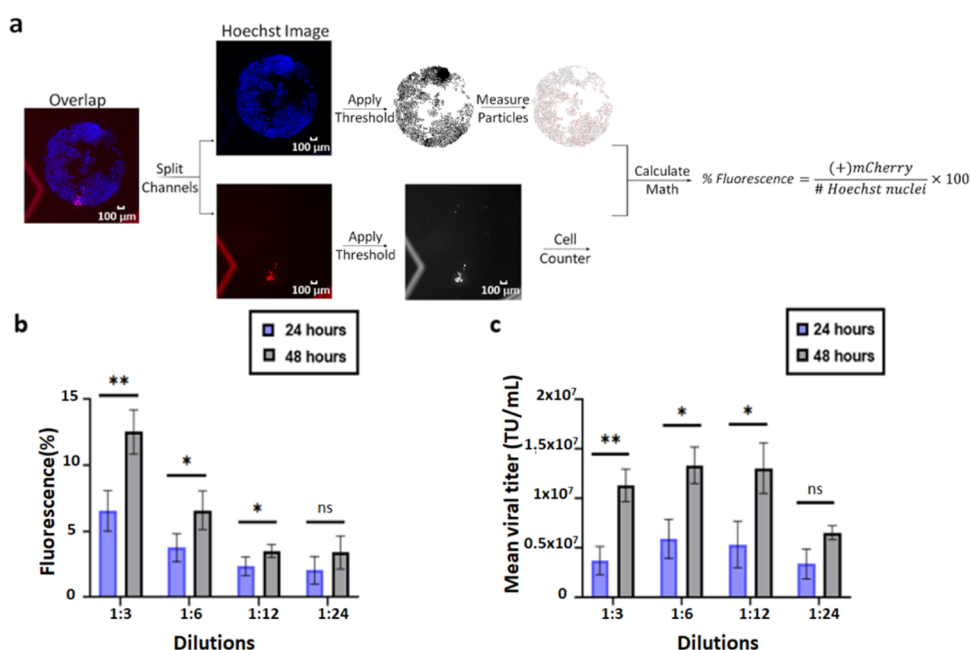 a
Hoechst Image
Overlap
Apply
Threshold
Measure
Particles
100 μm
Split
Channels
100 μm
Calculate
Math
% Fluorescence = (+)mCherry / # Hoechst nuclei × 100
Apply
Threshold
Cell
Counter
100 μm
100 μm
b
24 hours
48 hours
Fluorescence(%)
15
10
5
0
**
*
*
ns
1:3 1:6 1:12 1:24
Dilutions
c
24 hours
48 hours
Mean viral titer (TU/mL)
2x10⁷
1.5x10⁷
1x10⁷
0.5x10⁷
0
**
*
*
ns
1:3 1:6 1:12 1:24
Dilutions